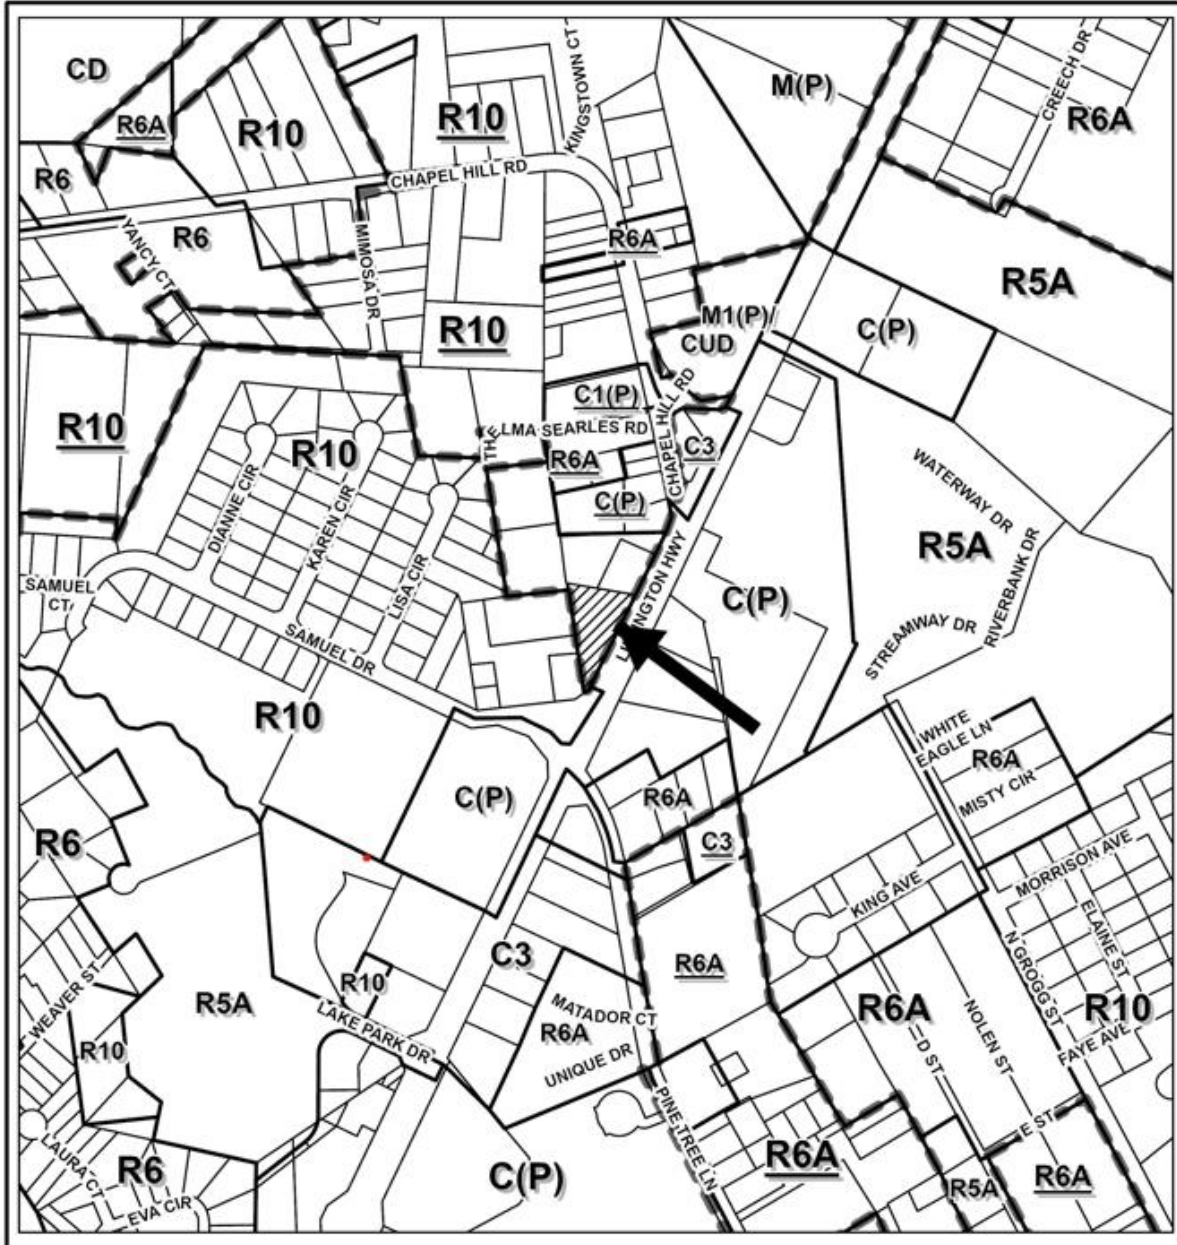 CD
R6A
R10
R10
KINGSTOWN CT
M(P)
CREECH DR
R6A
R6
CHAPEL HILL RD
YANCY CT
R6
MIMOSA DR
R6A
R5A
R10
M1(P)/
CUD
C(P)
R10
C1(P)
CHAPEL HILL RD
THELMA SEARLES RD
C3
R10
R6A
C(P)
DIANNE CIR
KAREN CIR
LISA CIR
WATERWAY DR
R5A
RIVERBANK DR
STREAMWAY DR
SAMUEL
CT
SAMUEL DR
C(P)
R10
WHITE
EAGLE LN
R6A
MISTY CIR
C(P)
R6A
C3
R6
KING AVE
MORRISON AVE
ELAINE ST
N GROGG ST
R10
FAYE AVE
WEAVER ST
R5A
R10
C3
R6A
R10
LAKE PARK DR
MATADOR CT
R6A
UNIQUE DR
R6A
NOLEN ST
PINE TREE LN
LAURA CT
R6
EVA CIR
C(P)
R6A
R5A
R6A